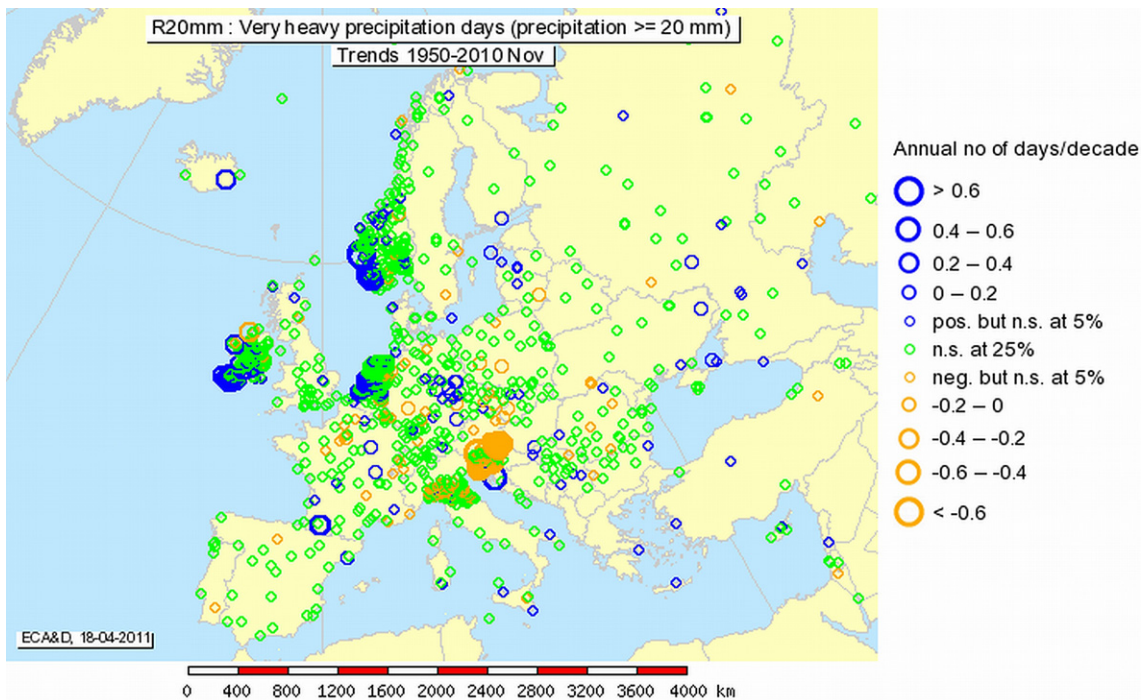 R20mm : Very heavy precipitation days (precipitation >= 20 mm)
Trends 1950-2010 Nov
Annual no of days/decade
> 0.6
0.4 – 0.6
0.2 – 0.4
0 – 0.2
pos. but n.s. at 5%
n.s. at 25%
neg. but n.s. at 5%
-0.2 – 0
-0.4 – -0.2
-0.6 – -0.4
< -0.6
ECA&D, 18-04-2011
0 400 800 1200 1600 2000 2400 2800 3200 3600 4000 km